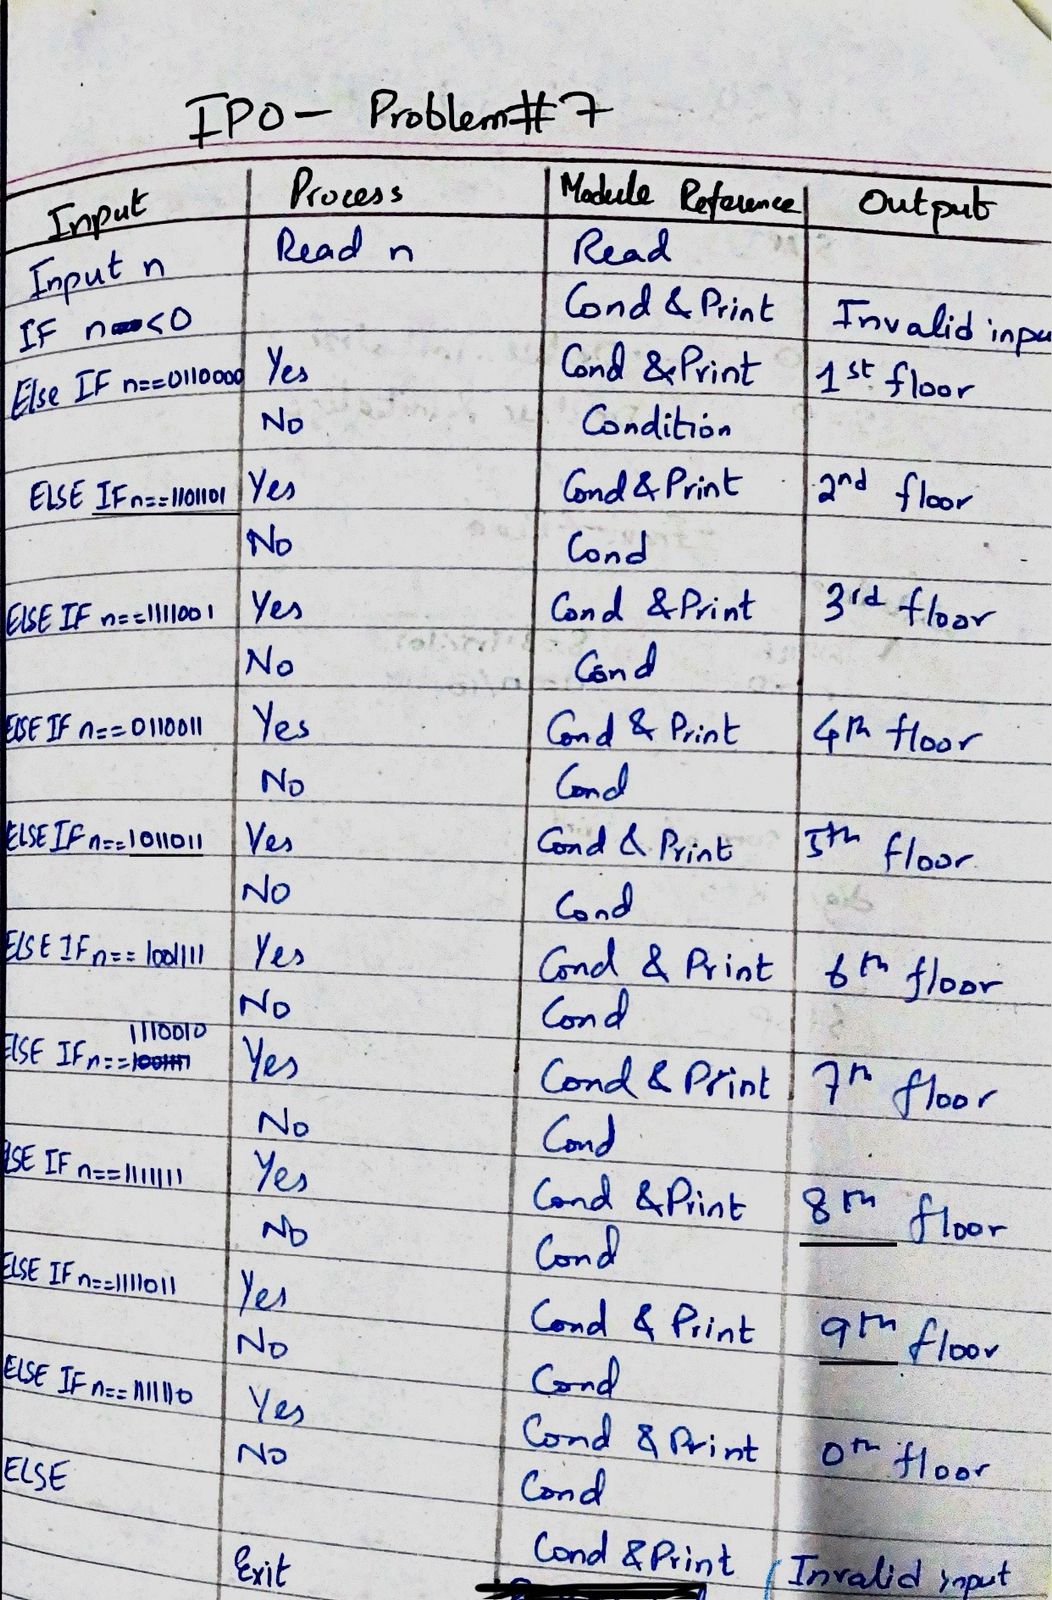 IPO - Problem#7
Input Process Module Reference Output
Input n Read n Read
IF n<0 Cond & Print Invalid inpu
Else IF n==0110000 Yes Cond & Print 1st floor
No Condition
ELSE IF n==1101101 Yes Cond & Print 2nd floor
No Cond
ELSE IF n==1111001 Yes Cond & Print 3rd floor
No Cond
ELSE IF n==0110011 Yes Cond & Print 4th floor
No Cond
ELSE IF n==1011011 Yes Cond & Print 5th floor
No Cond
ELSE IF n==1001111 Yes Cond & Print 6th floor
No Cond
1110010
ELSE IF n== Yes Cond & Print 7th floor
No Cond
LSE IF n==1111111 Yes Cond & Print 8th floor
No Cond
ELSE IF n==1111011 Yes Cond & Print 9th floor
No Cond
ELSE IF n==111110 Yes Cond & Print 0th floor
No Cond
ELSE Cond & Print Invalid input
Exit